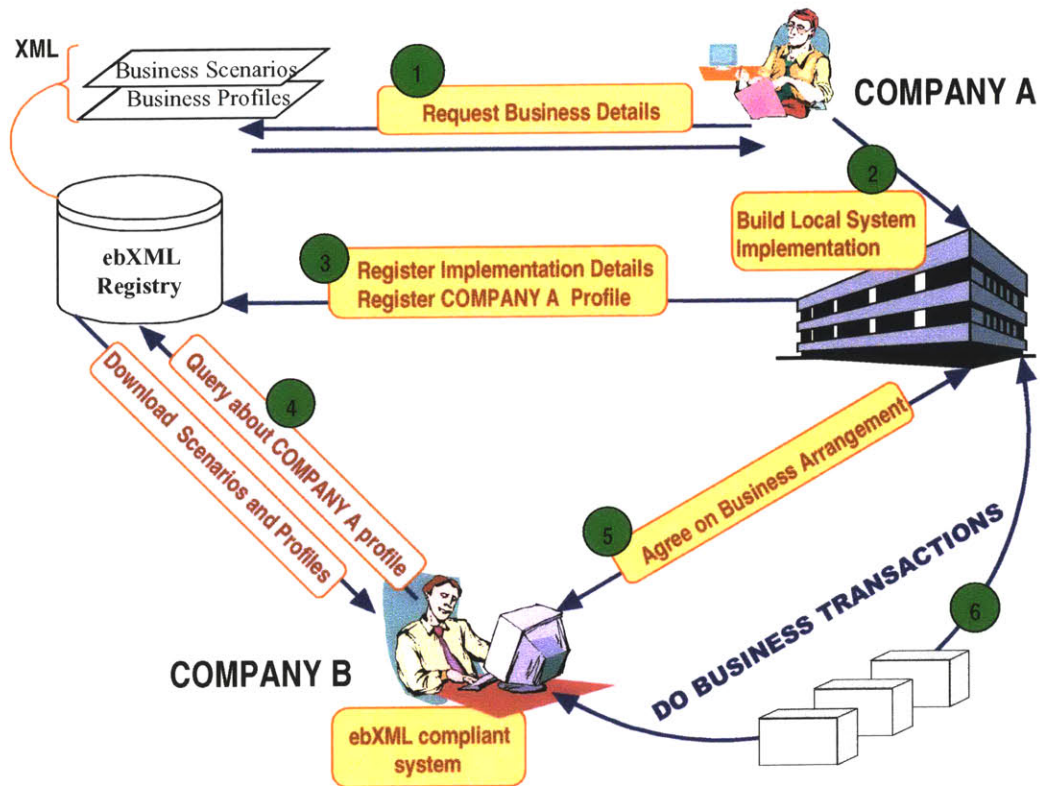 XML
Business Scenarios
Business Profiles
1
Request Business Details
COMPANY A
2
Build Local System
Implementation
ebXML
Registry
3
Register Implementation Details
Register COMPANY A Profile
4
Query about COMPANY A profile
Download Scenarios and Profiles
5
Agree on Business Arrangement
6
DO BUSINESS TRANSACTIONS
COMPANY B
ebXML compliant
system